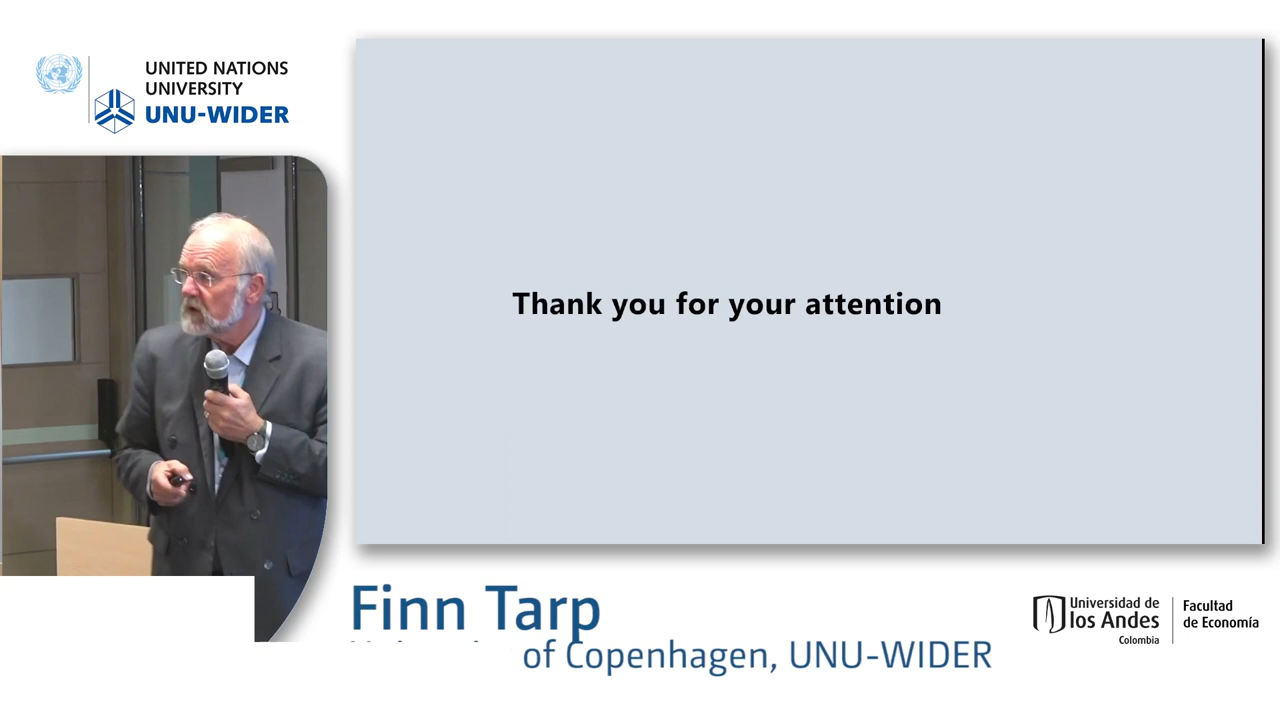 UNITED NATIONS
UNIVERSITY
UNU-WIDER
Thank you for your attention
Finn Tarp
of Copenhagen, UNU-WIDER
Universidad de
los Andes
Colombia
Facultad
de Economía